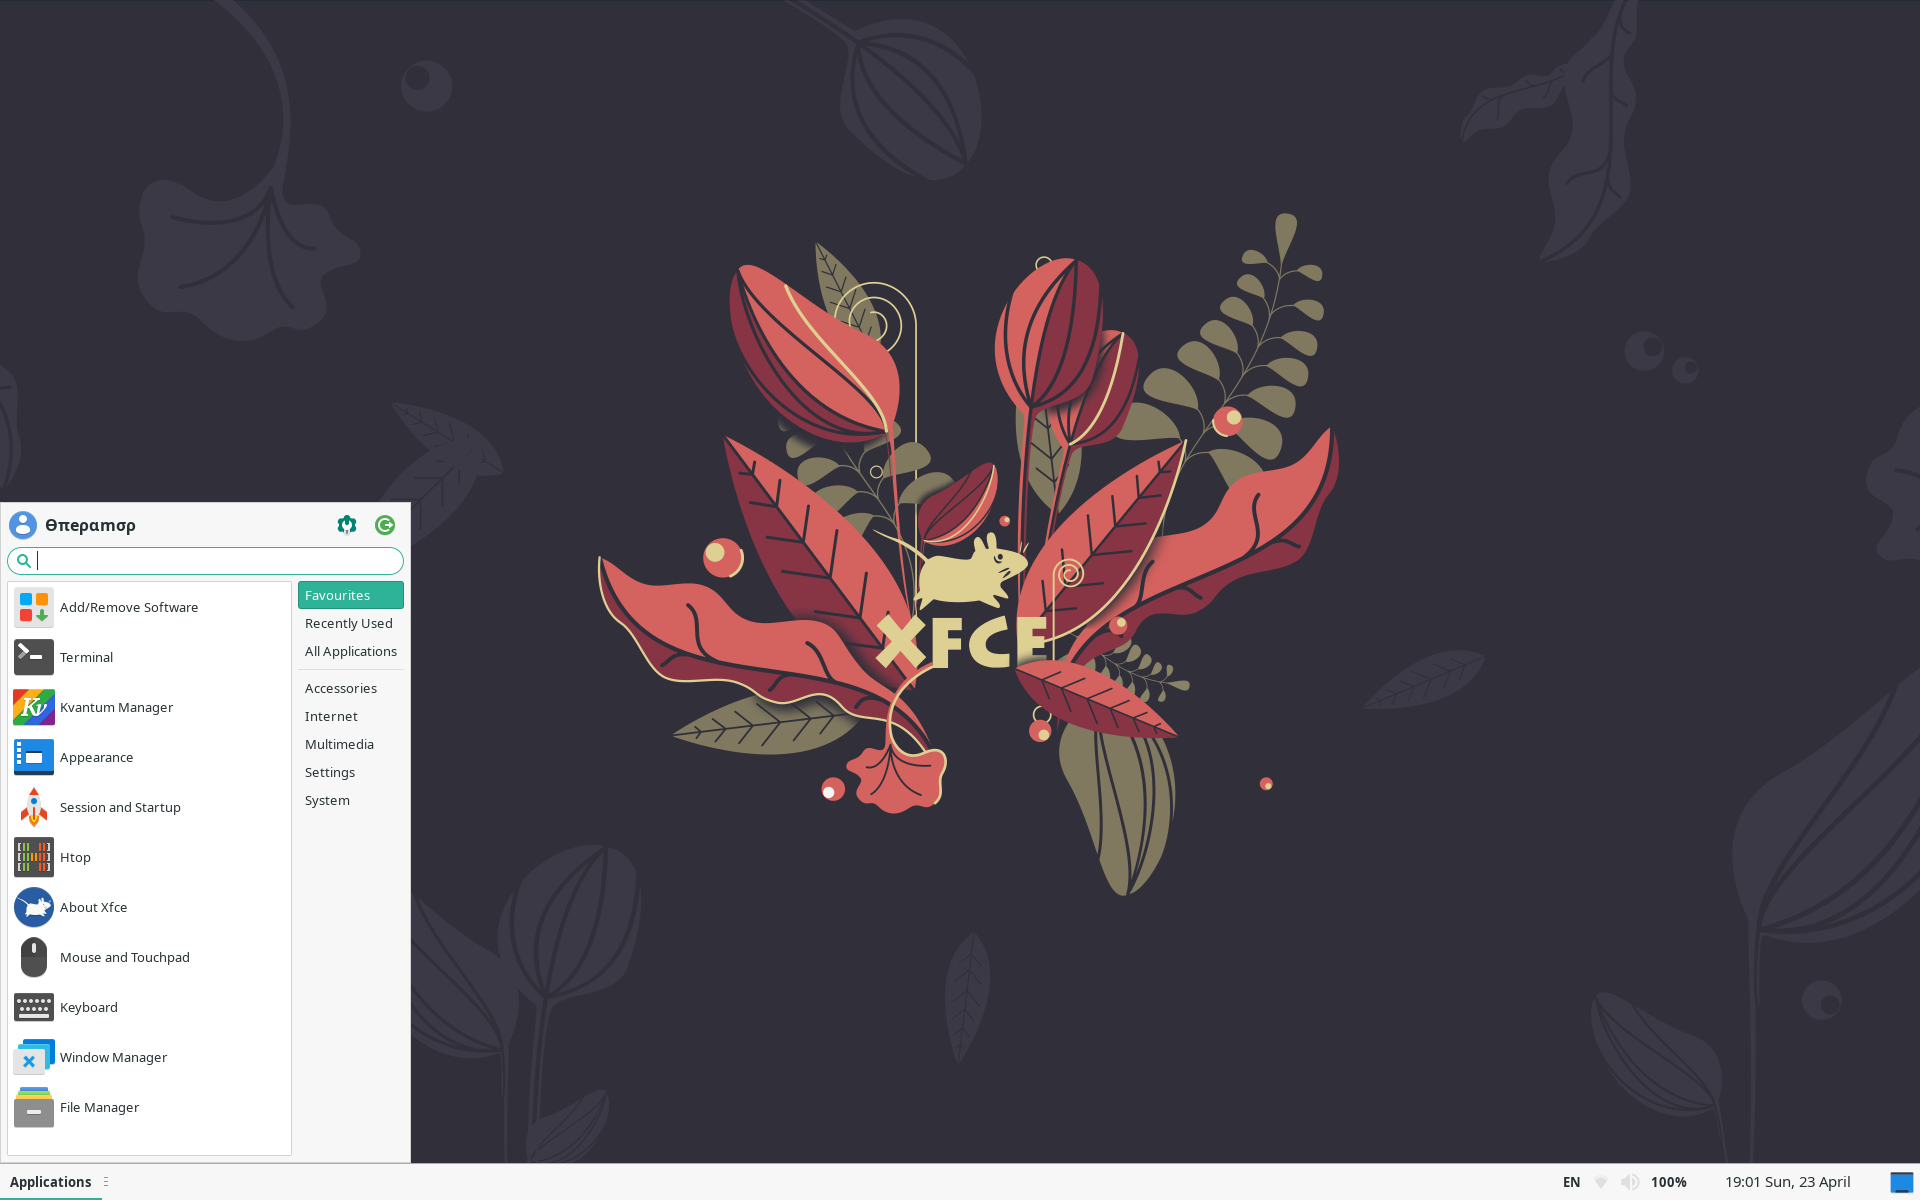 XFCE
Өπεραmσρ
Add/Remove Software
Terminal
Kv
Kvantum Manager
Appearance
Session and Startup
Htop
About Xfce
Mouse and Touchpad
Keyboard
Window Manager
File Manager
Favourites
Recently Used
All Applications
Accessories
Internet
Multimedia
Settings
System
Applications
EN
100%
19:01 Sun, 23 April